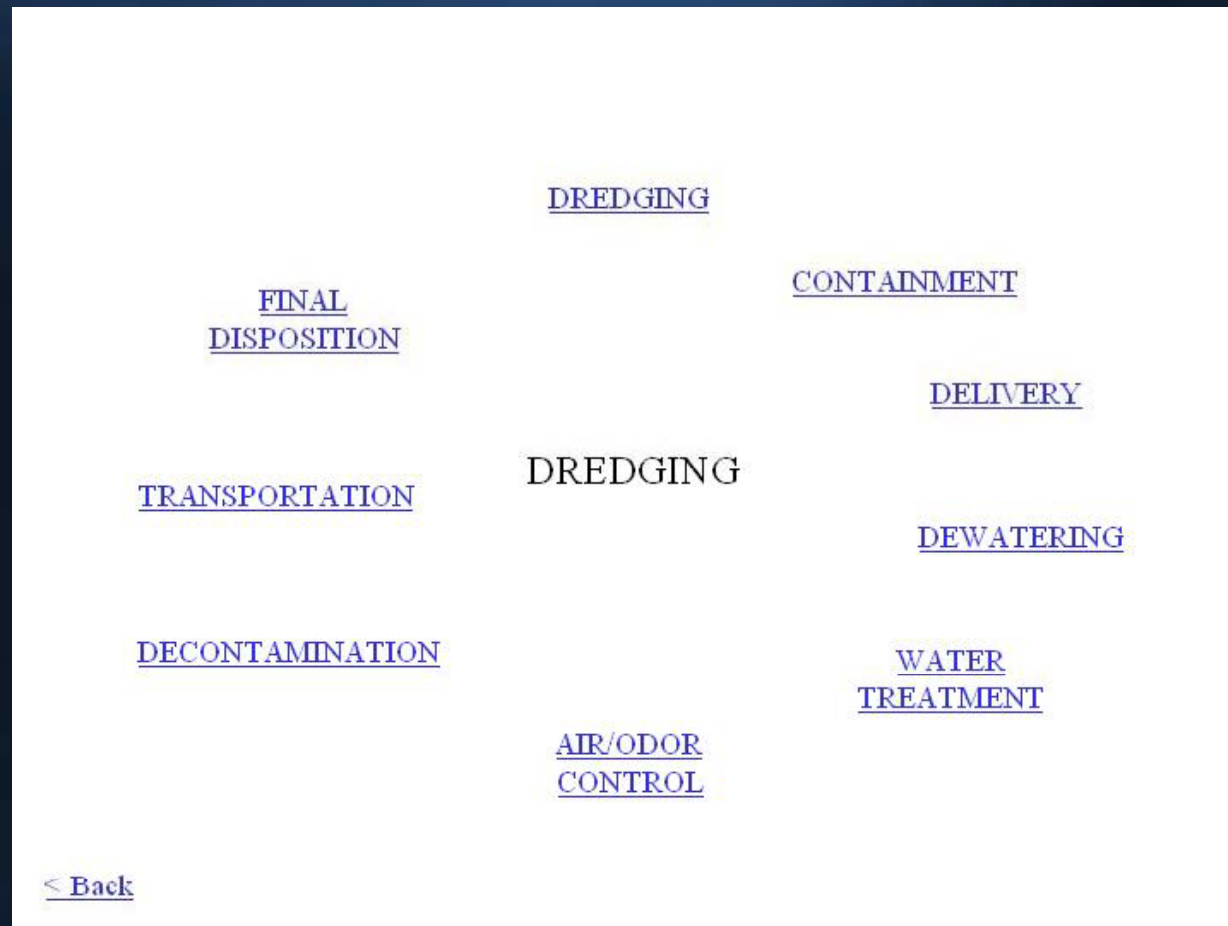 DREDGING
CONTAINMENT
FINAL
DISPOSITION
DELIVERY
DREDGING
TRANSPORTATION
DEWATERING
DECONTAMINATION
WATER
TREATMENT
AIR/ODOR
CONTROL
< Back